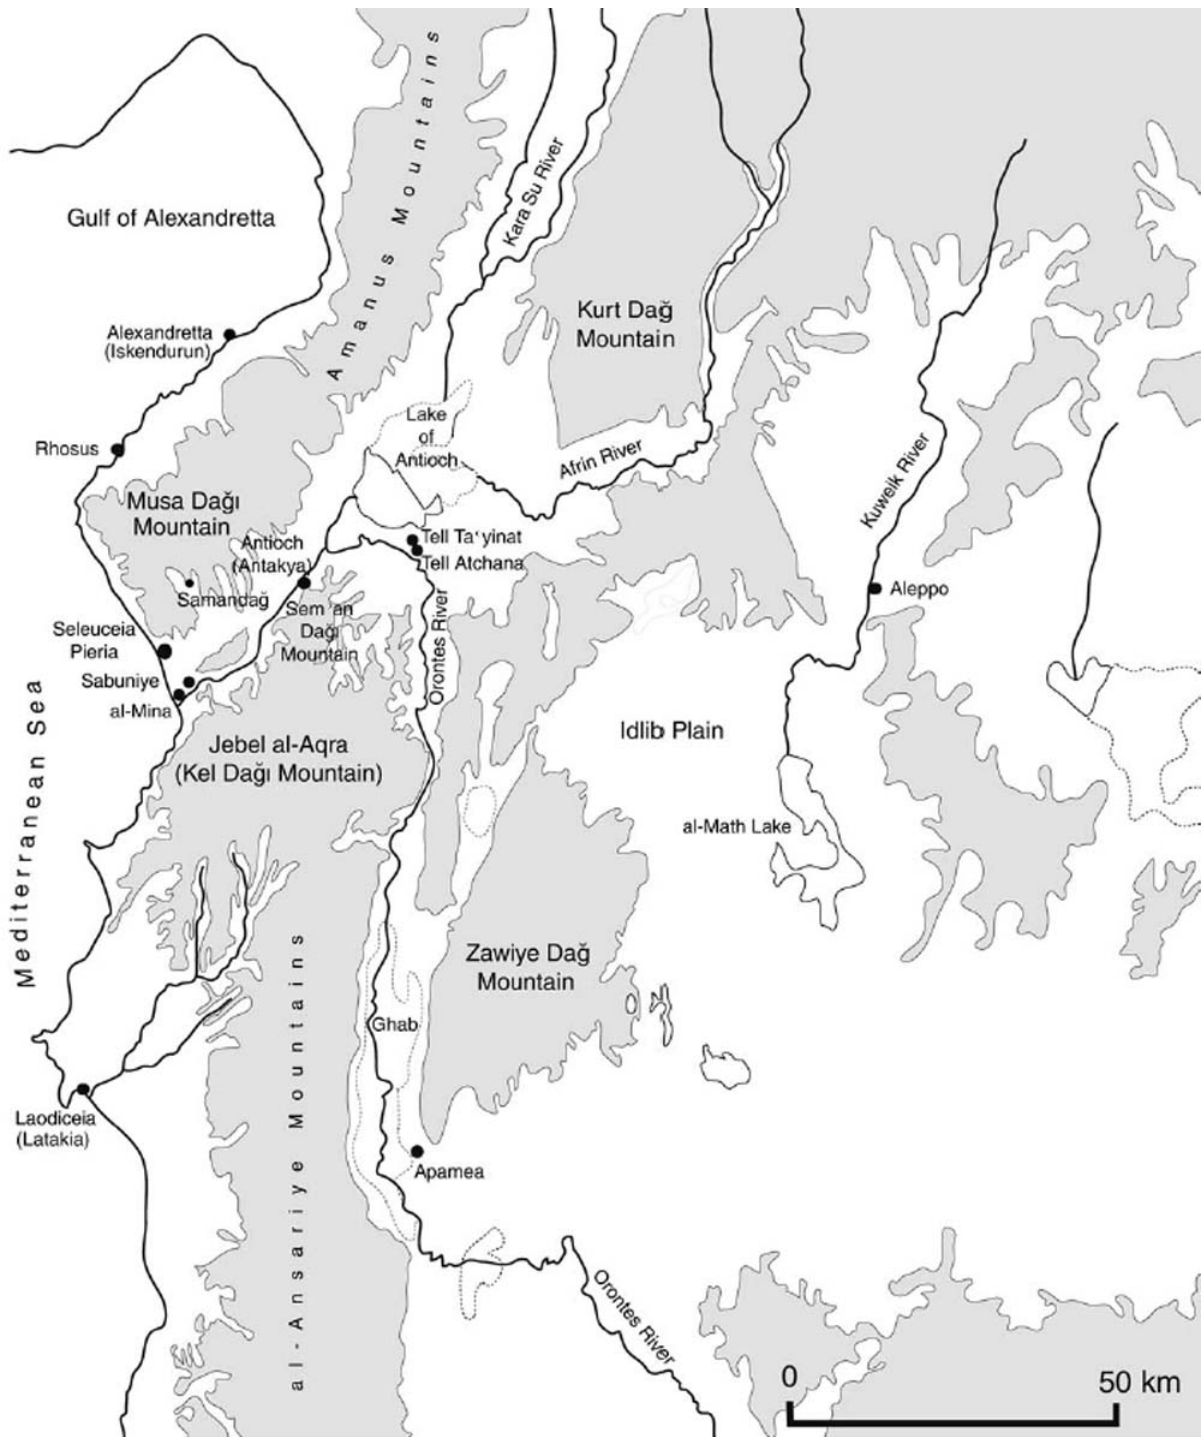 Amanus Mountains
Kara Su River
Gulf of Alexandretta
Kurt Dağ
Mountain
Alexandretta
(Iskendurun)
Lake
of
Antioch
Rhosus
Afrin River
Kuweik River
Musa Dağı
Mountain
Antioch
(Antakya)
Tell Ta‘yinat
Tell Atchana
Samandağ
Aleppo
Sem‘an
Dağı
Mountain
Orontes River
Seleuceia
Pieria
Sabuniye
al-Mina
Mediterranean Sea
Jebel al-Aqra
(Kel Dağı Mountain)
Idlib Plain
al-Math Lake
Zawiye Dağ
Mountain
Ghab
al-Ansariye Mountains
Laodiceia
(Latakia)
Apamea
Orontes River
0 50 km